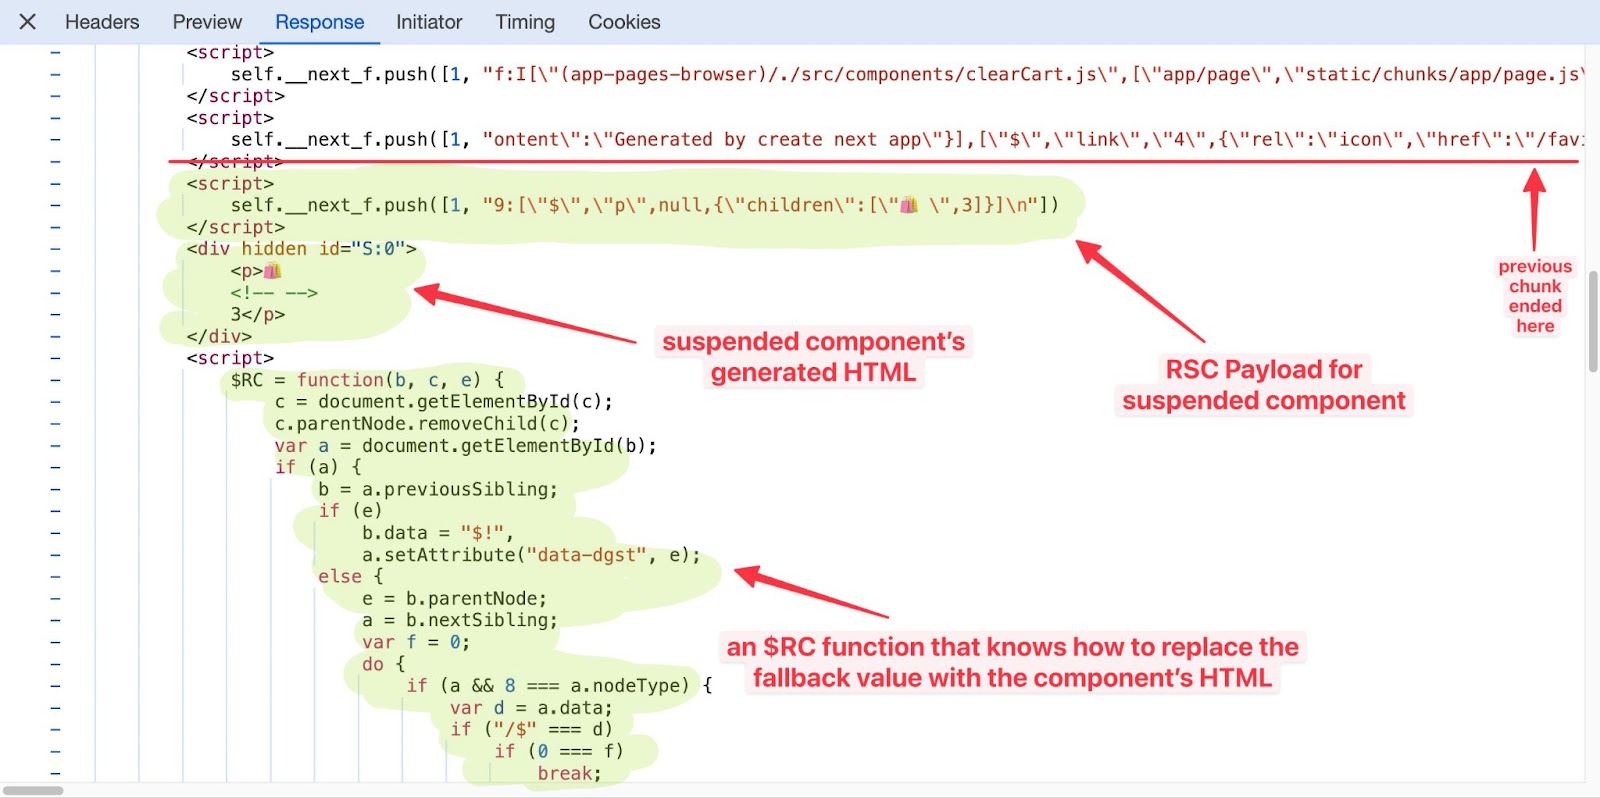 Headers Preview Response Initiator Timing Cookies
<script>
self.__next_f.push([1, "f:I[\"(app-pages-browser)/./src/components/clearCart.js\",[\"app/page\",\"static/chunks/app/page.js\
</script>
<script>
self.__next_f.push([1, "ontent\":\"Generated by create next app\"}],[\"$\",\"link\",\"4\",{\"rel\":\"icon\",\"href\":\"/favi
</script>
<script>
self.__next_f.push([1, "9:[\"$\",\"p\",null,{\"children\":[\"🛍️ \",3]}]\n"])
</script>
<div hidden id="S:0">
<p>🛍️
<!-- -->
3</p>
</div>
<script>
$RC = function(b, c, e) {
c = document.getElementById(c);
c.parentNode.removeChild(c);
var a = document.getElementById(b);
if (a) {
b = a.previousSibling;
if (e)
b.data = "$!",
a.setAttribute("data-dgst", e);
else {
e = b.parentNode;
a = b.nextSibling;
var f = 0;
do {
if (a && 8 === a.nodeType) {
var d = a.data;
if ("/$" === d)
if (0 === f)
break;
previous
chunk
ended
here
suspended component's
generated HTML
RSC Payload for
suspended component
an $RC function that knows how to replace the
fallback value with the component's HTML